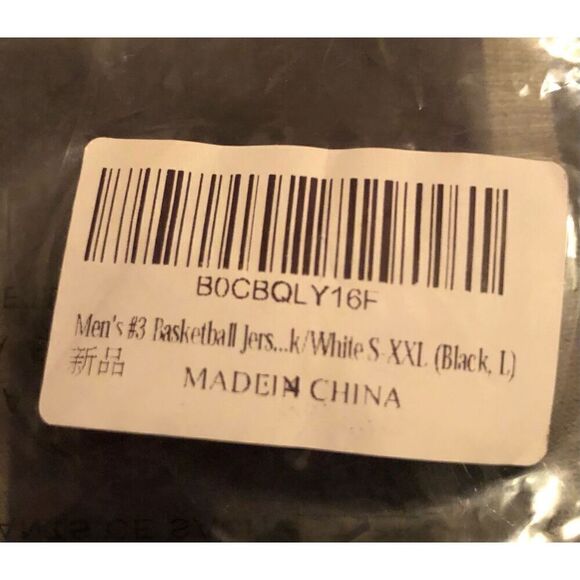 B0CBQLY16F
Men's #3 Basketball Jers...k/White S-XXL (Black, L)
新品
MADEIN CHINA